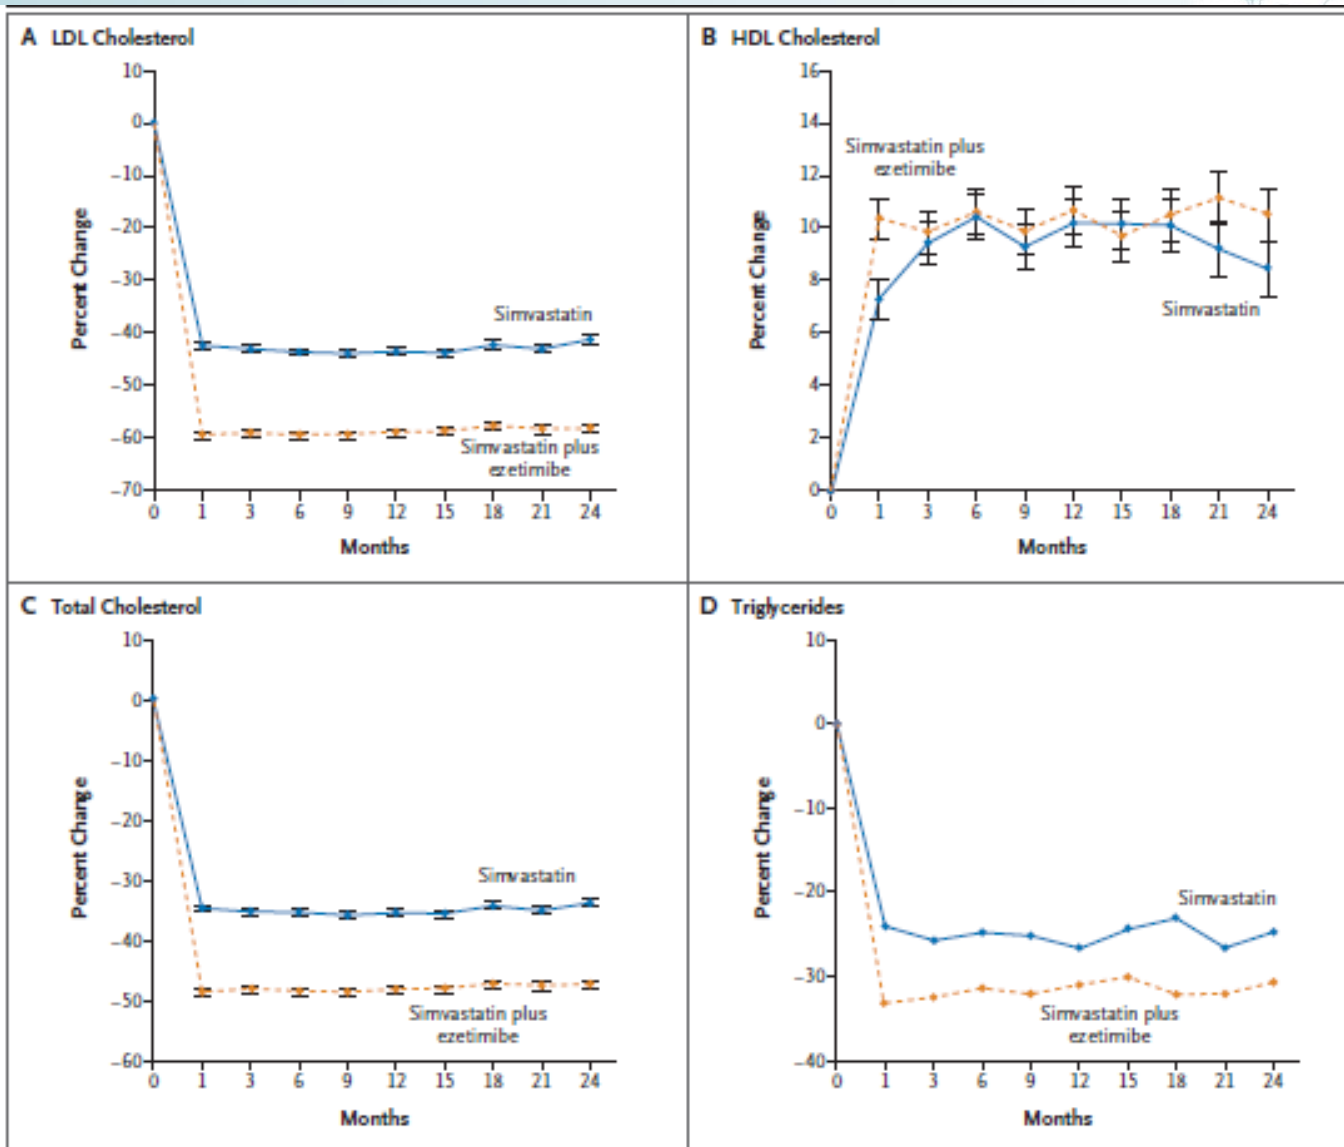 A LDL Cholesterol
10
0
–10
–20
–30
–40
–50
–60
–70
Percent Change
Simvastatin
Simvastatin plus
ezetimibe
0 1 3 6 9 12 15 18 21 24
Months
B HDL Cholesterol
16
14
12
10
8
6
4
2
0
Percent Change
Simvastatin plus
ezetimibe
Simvastatin
0 1 3 6 9 12 15 18 21 24
Months
C Total Cholesterol
10
0
–10
–20
–30
–40
–50
–60
Percent Change
Simvastatin
Simvastatin plus
ezetimibe
0 1 3 6 9 12 15 18 21 24
Months
D Triglycerides
10
0
–10
–20
–30
–40
Percent Change
Simvastatin
Simvastatin plus
ezetimibe
0 1 3 6 9 12 15 18 21 24
Months